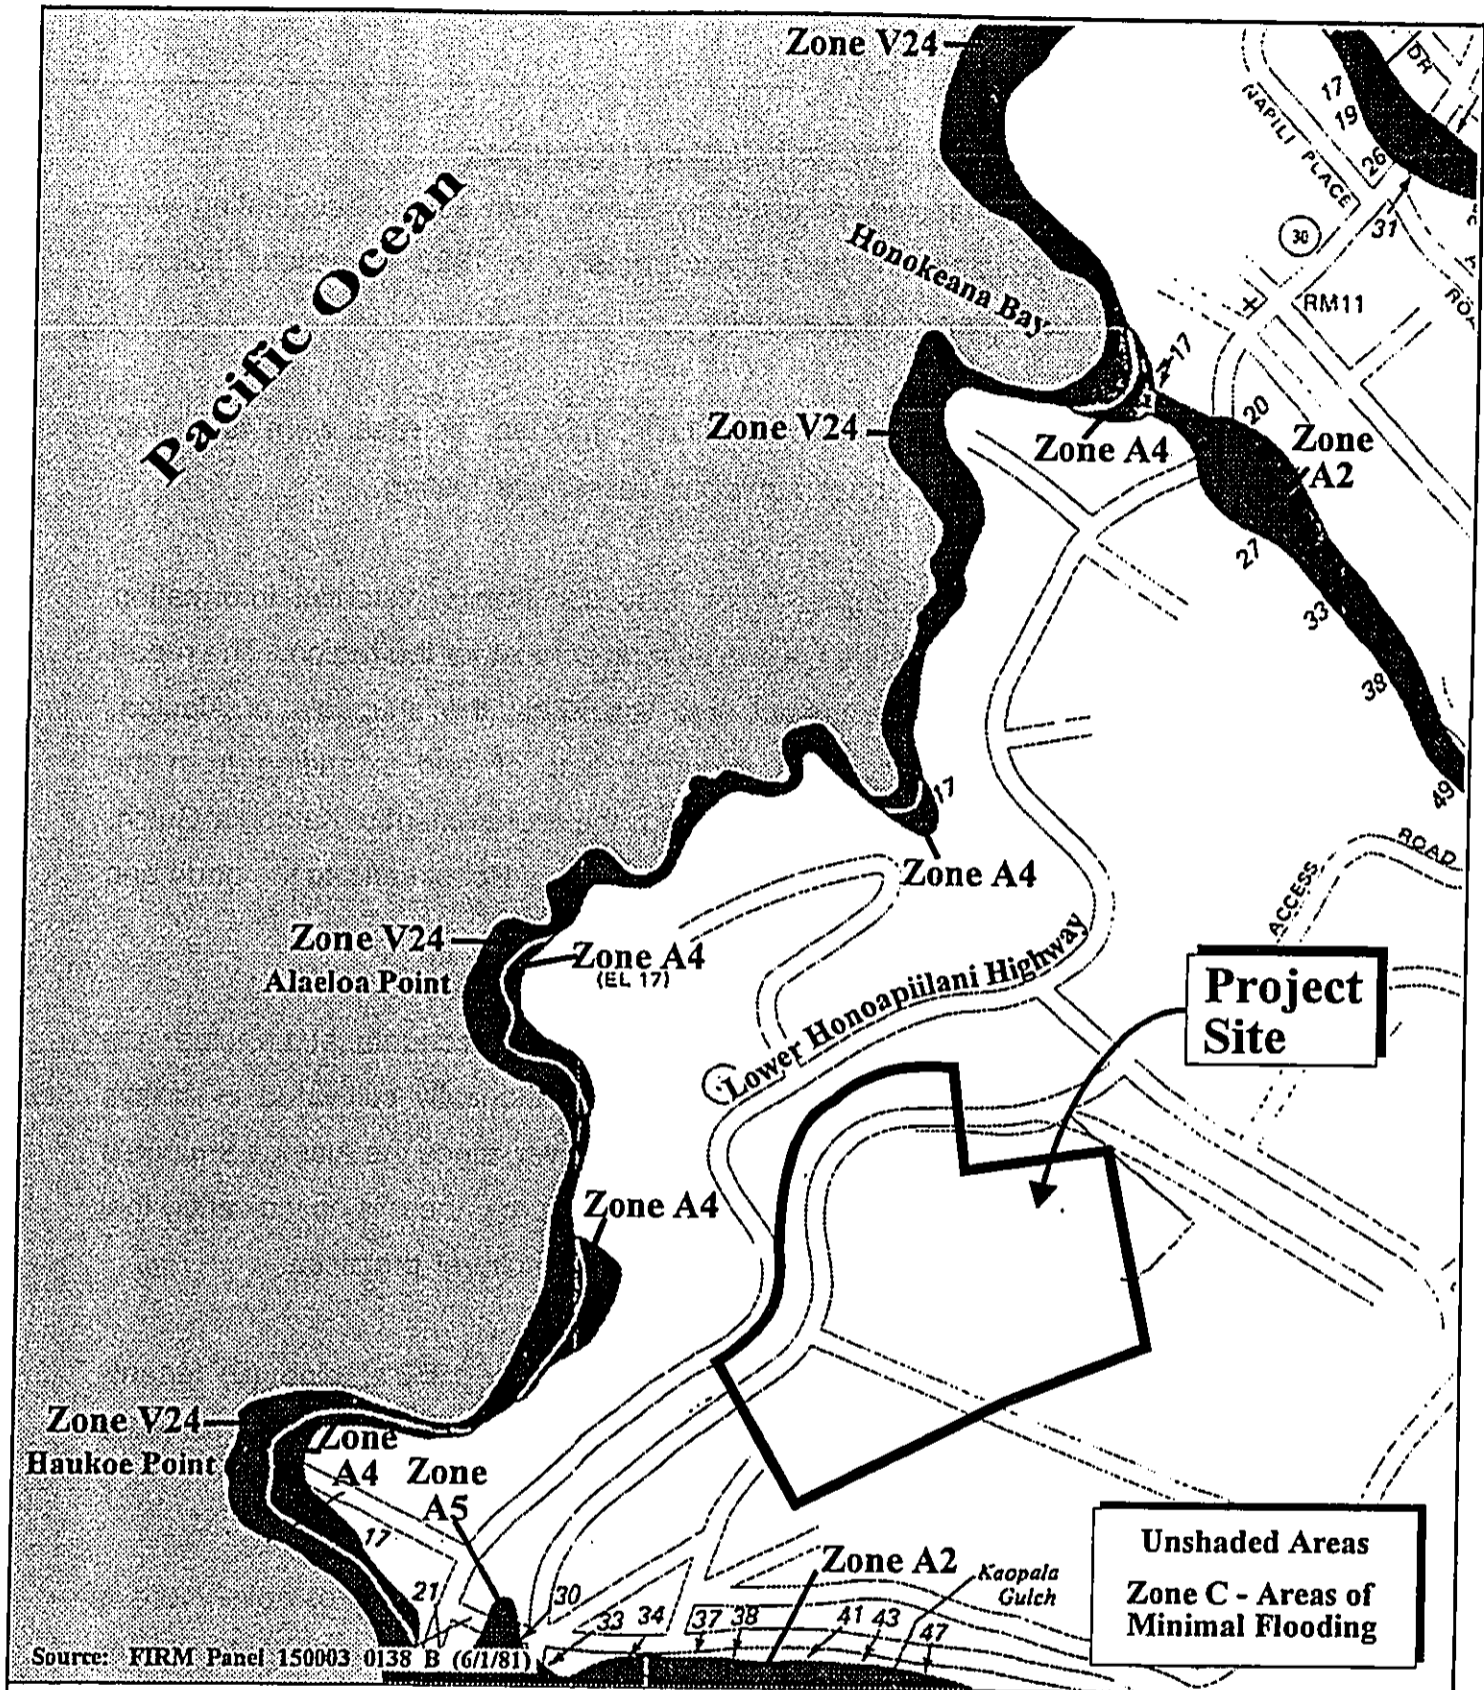 Zone V24
DR
17
19
NAPILI PLACE
26
31
30
Pacific Ocean
Honokeana Bay
RM11
17
Zone V24
20
Zone A4
Zone
A2
27
33
38
49
17
Zone A4
ROAD
ACCESS
Zone V24
Alaeloa Point
Zone A4
(EL 17)
Lower Honoapiilani Highway
Project
Site
Zone A4
Zone V24
Haukoe Point
Zone
A4
Zone
A5
17
21
30
33
34
37
38
Zone A2
41
43
47
Kaopala
Gulch
Unshaded Areas
Zone C - Areas of
Minimal Flooding
Source: FIRM Panel 150003 0138 B (6/1/81)